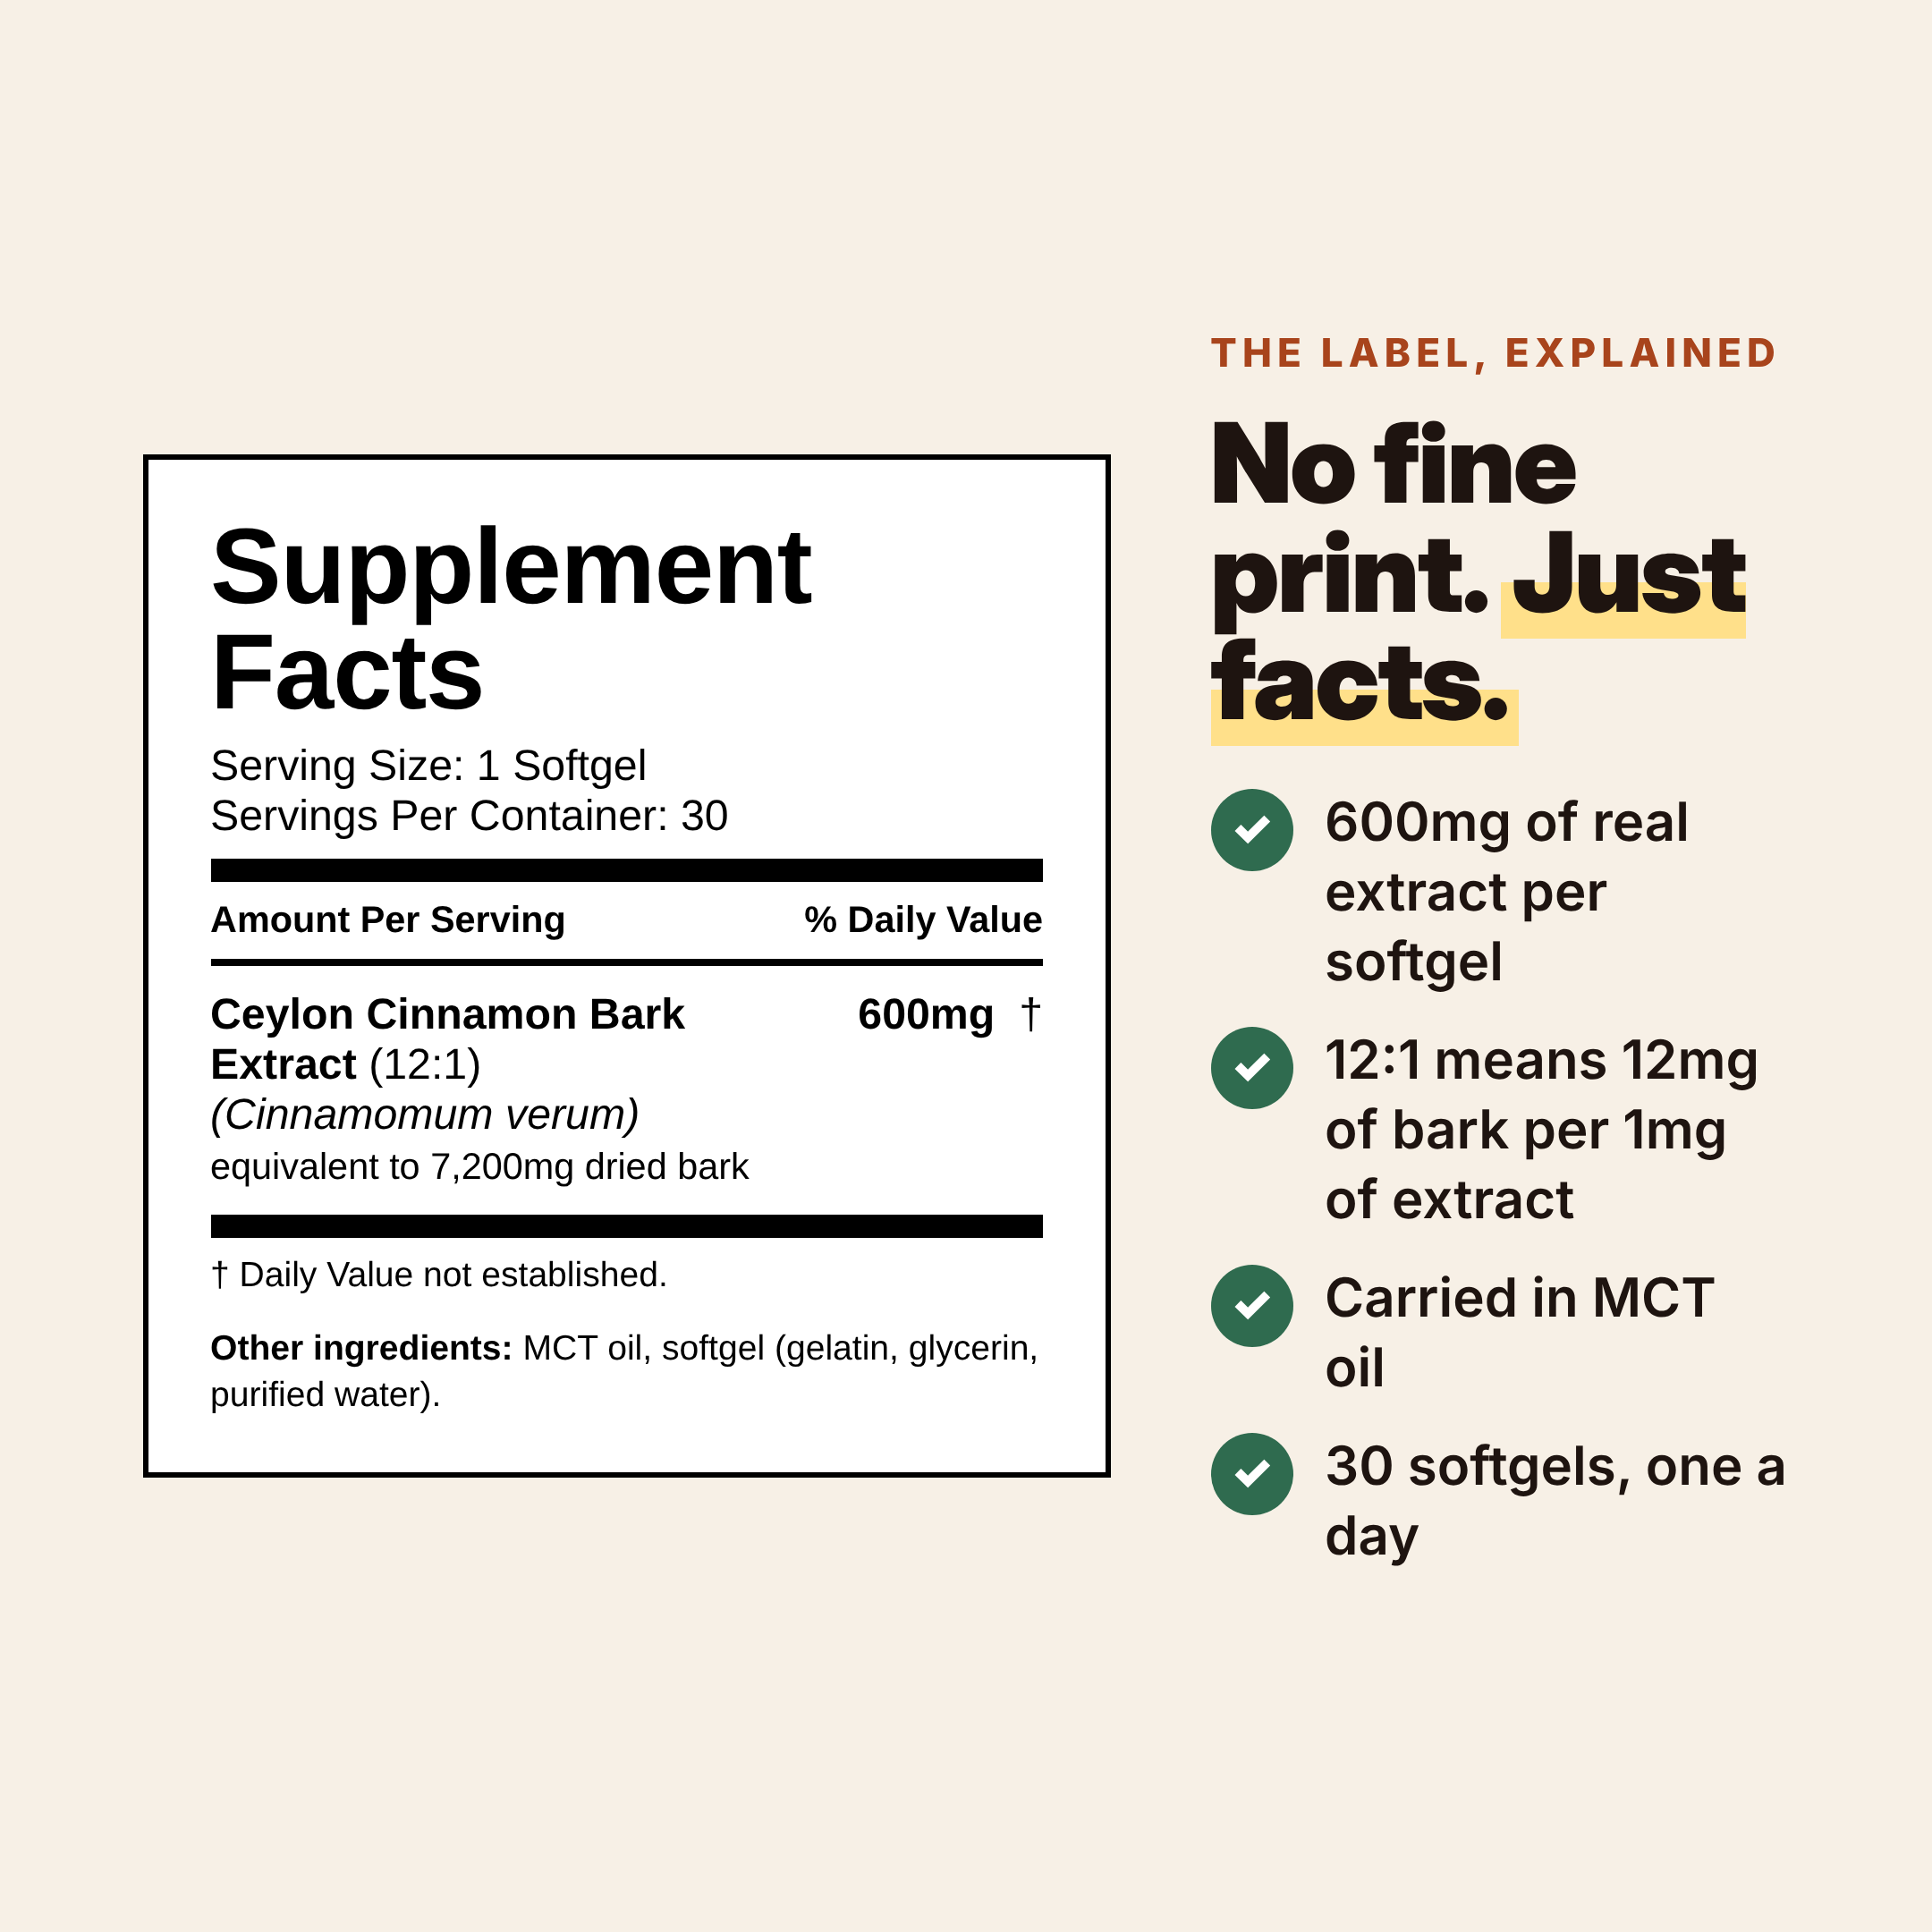 Supplement
Facts
Serving Size: 1 Softgel
Servings Per Container: 30
Amount Per Serving % Daily Value
Ceylon Cinnamon Bark 600mg †
Extract (12:1)
(Cinnamomum verum)
equivalent to 7,200mg dried bark
† Daily Value not established.
Other ingredients: MCT oil, softgel (gelatin, glycerin,
purified water).
THE LABEL, EXPLAINED
No fine
print. Just
facts.
600mg of real
extract per
softgel
12:1 means 12mg
of bark per 1mg
of extract
Carried in MCT
oil
30 softgels, one a
day